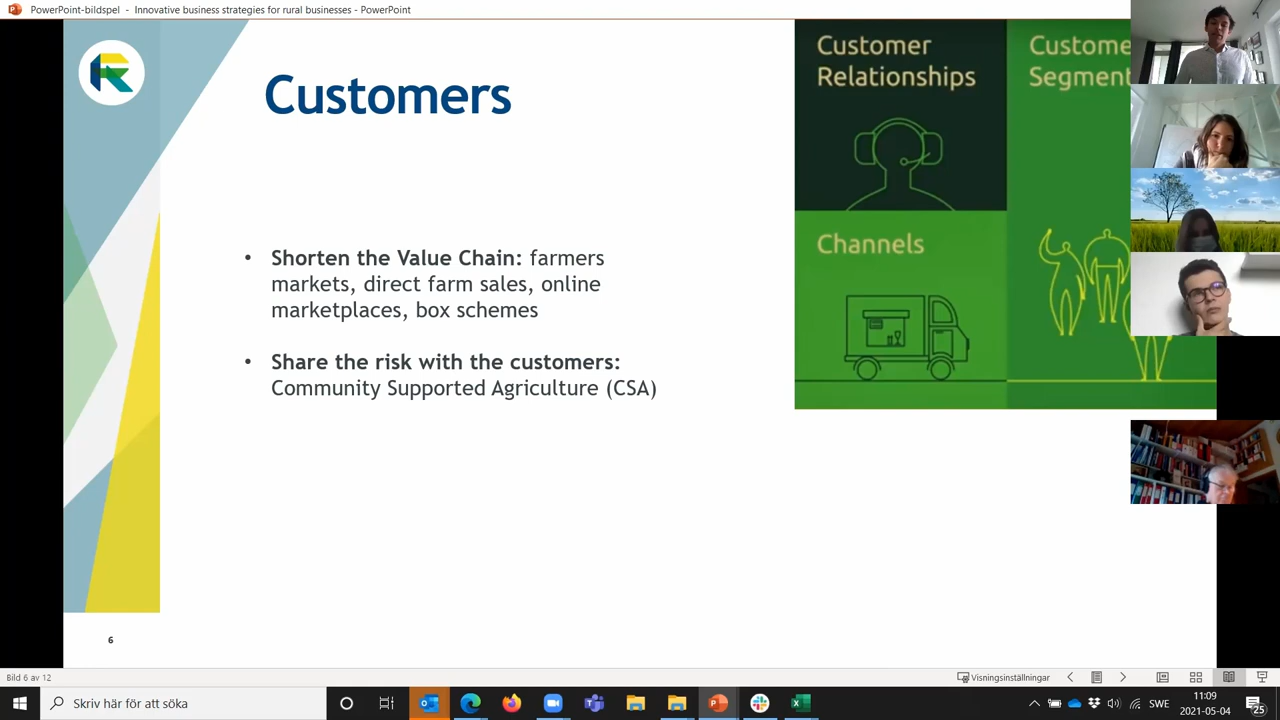 PowerPoint-bildspel - Innovative business strategies for rural businesses - PowerPoint
Customers
• Shorten the Value Chain: farmers
markets, direct farm sales, online
marketplaces, box schemes
• Share the risk with the customers:
Community Supported Agriculture (CSA)
Customer
Relationships
Custome
Segment
Channels
6
Bild 6 av 12
Visningsinställningar
Skriv här för att söka
SWE
11:09
2021-05-04
25